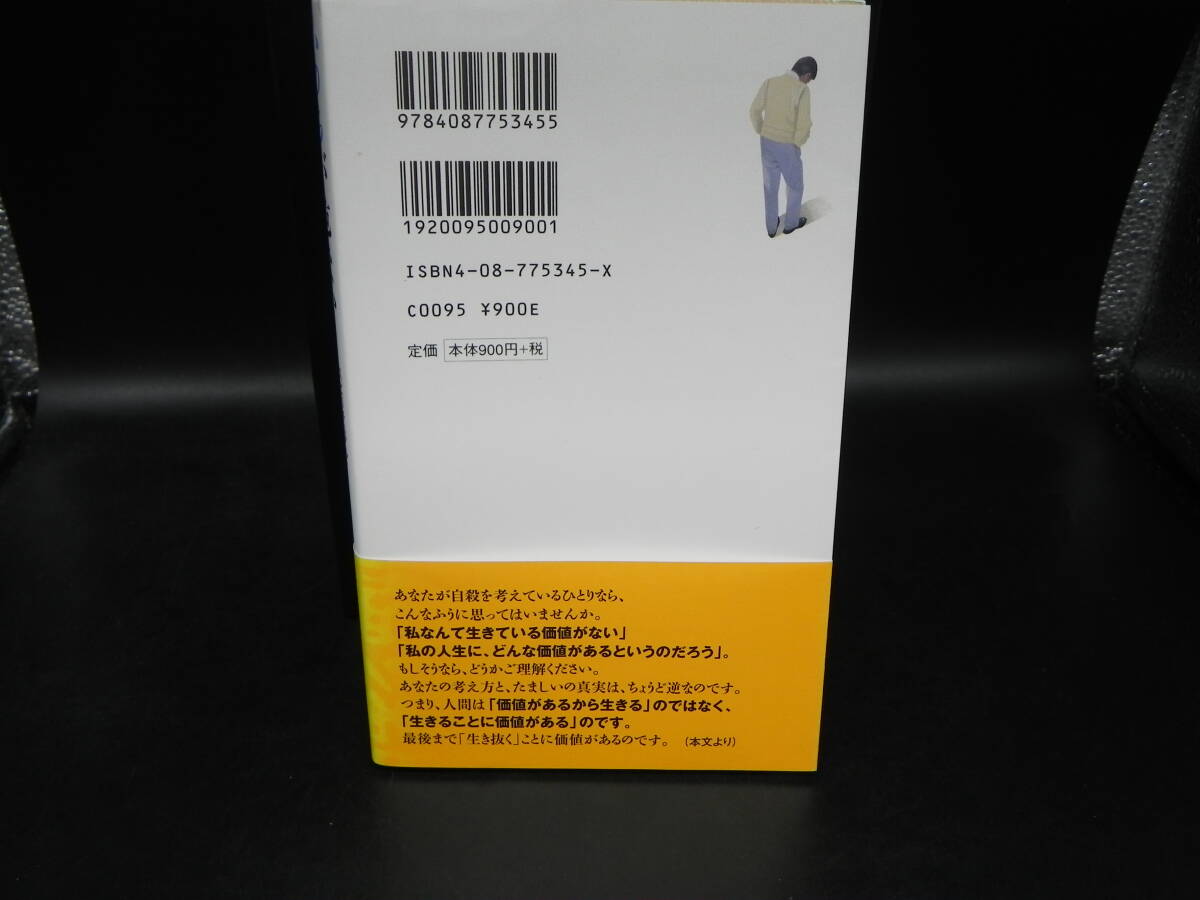 9784087753455
1920095009001
ISBN4-08-775345-X
C0095 ¥900E
定価 本体900円+税
あなたが自殺を考えているひとりなら、
こんなふうに思ってはいませんか。
「私なんて生きている価値がない」
「私の人生に、どんな価値があるというのだろう」。
もしそうなら、どうかご理解ください。
あなたの考え方と、たましいの真実は、ちょうど逆なのです。
つまり、人間は「価値があるから生きる」のではなく、
「生きることに価値がある」のです。
最後まで「生き抜く」ことに価値があるのです。 (本文より)